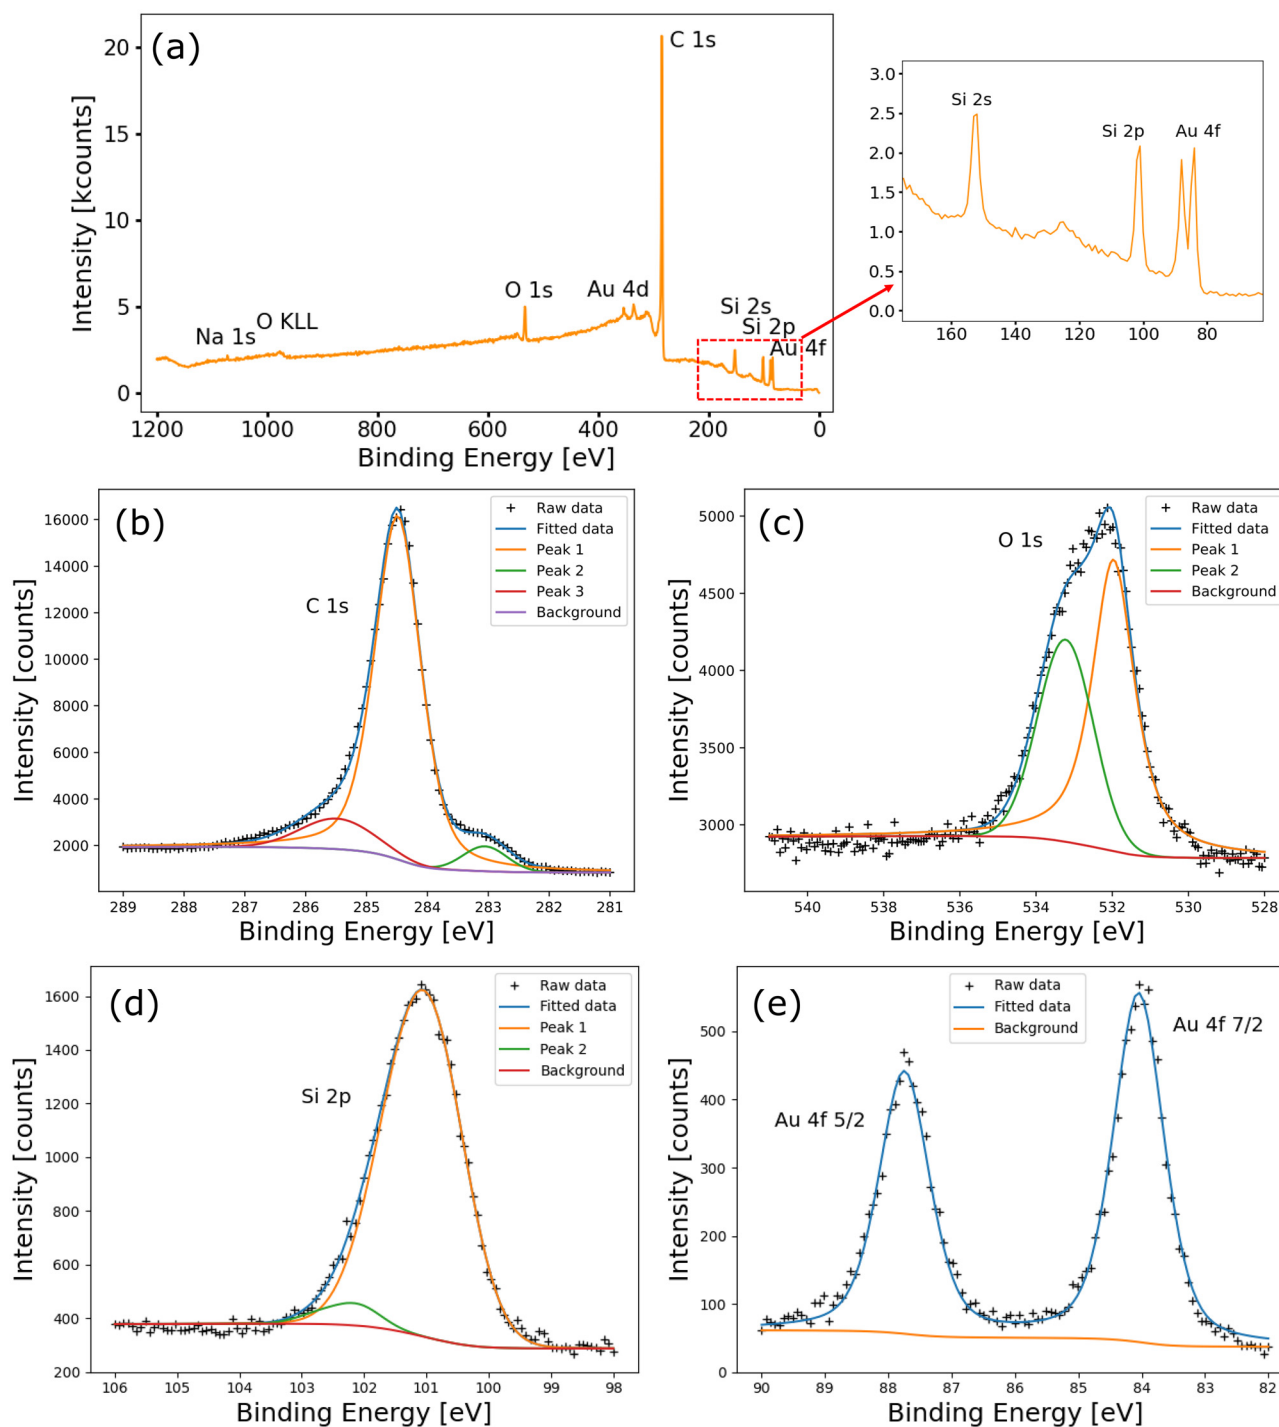 (a)
Intensity [kcounts]
20
15
10
5
0
C 1s
O 1s
Au 4d
Na 1s
O KLL
Si 2s
Si 2p
Au 4f
1200
1000
800
600
400
200
0
Binding Energy [eV]
3.0
2.5
2.0
1.5
1.0
0.5
0.0
Si 2s
Si 2p
Au 4f
160
140
120
100
80
(b)
Intensity [counts]
16000
14000
12000
10000
8000
6000
4000
2000
C 1s
Raw data
Fitted data
Peak 1
Peak 2
Peak 3
Background
289
288
287
286
285
284
283
282
281
Binding Energy [eV]
(c)
Intensity [counts]
5000
4500
4000
3500
3000
O 1s
Raw data
Fitted data
Peak 1
Peak 2
Background
540
538
536
534
532
530
528
Binding Energy [eV]
(d)
Intensity [counts]
1600
1400
1200
1000
800
600
400
200
Si 2p
Raw data
Fitted data
Peak 1
Peak 2
Background
106
105
104
103
102
101
100
99
98
Binding Energy [eV]
(e)
Intensity [counts]
500
400
300
200
100
0
Raw data
Fitted data
Background
Au 4f 7/2
Au 4f 5/2
90
89
88
87
86
85
84
83
82
Binding Energy [eV]